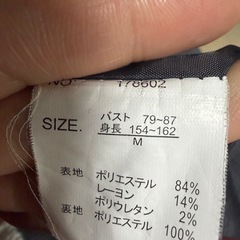 NO. 178602
SIZE.
バスト 79~87
身長 154~162
M
表地
ポリエステル 84%
レーヨン 14%
ポリウレタン 2%
裏地
ポリエステル 100%